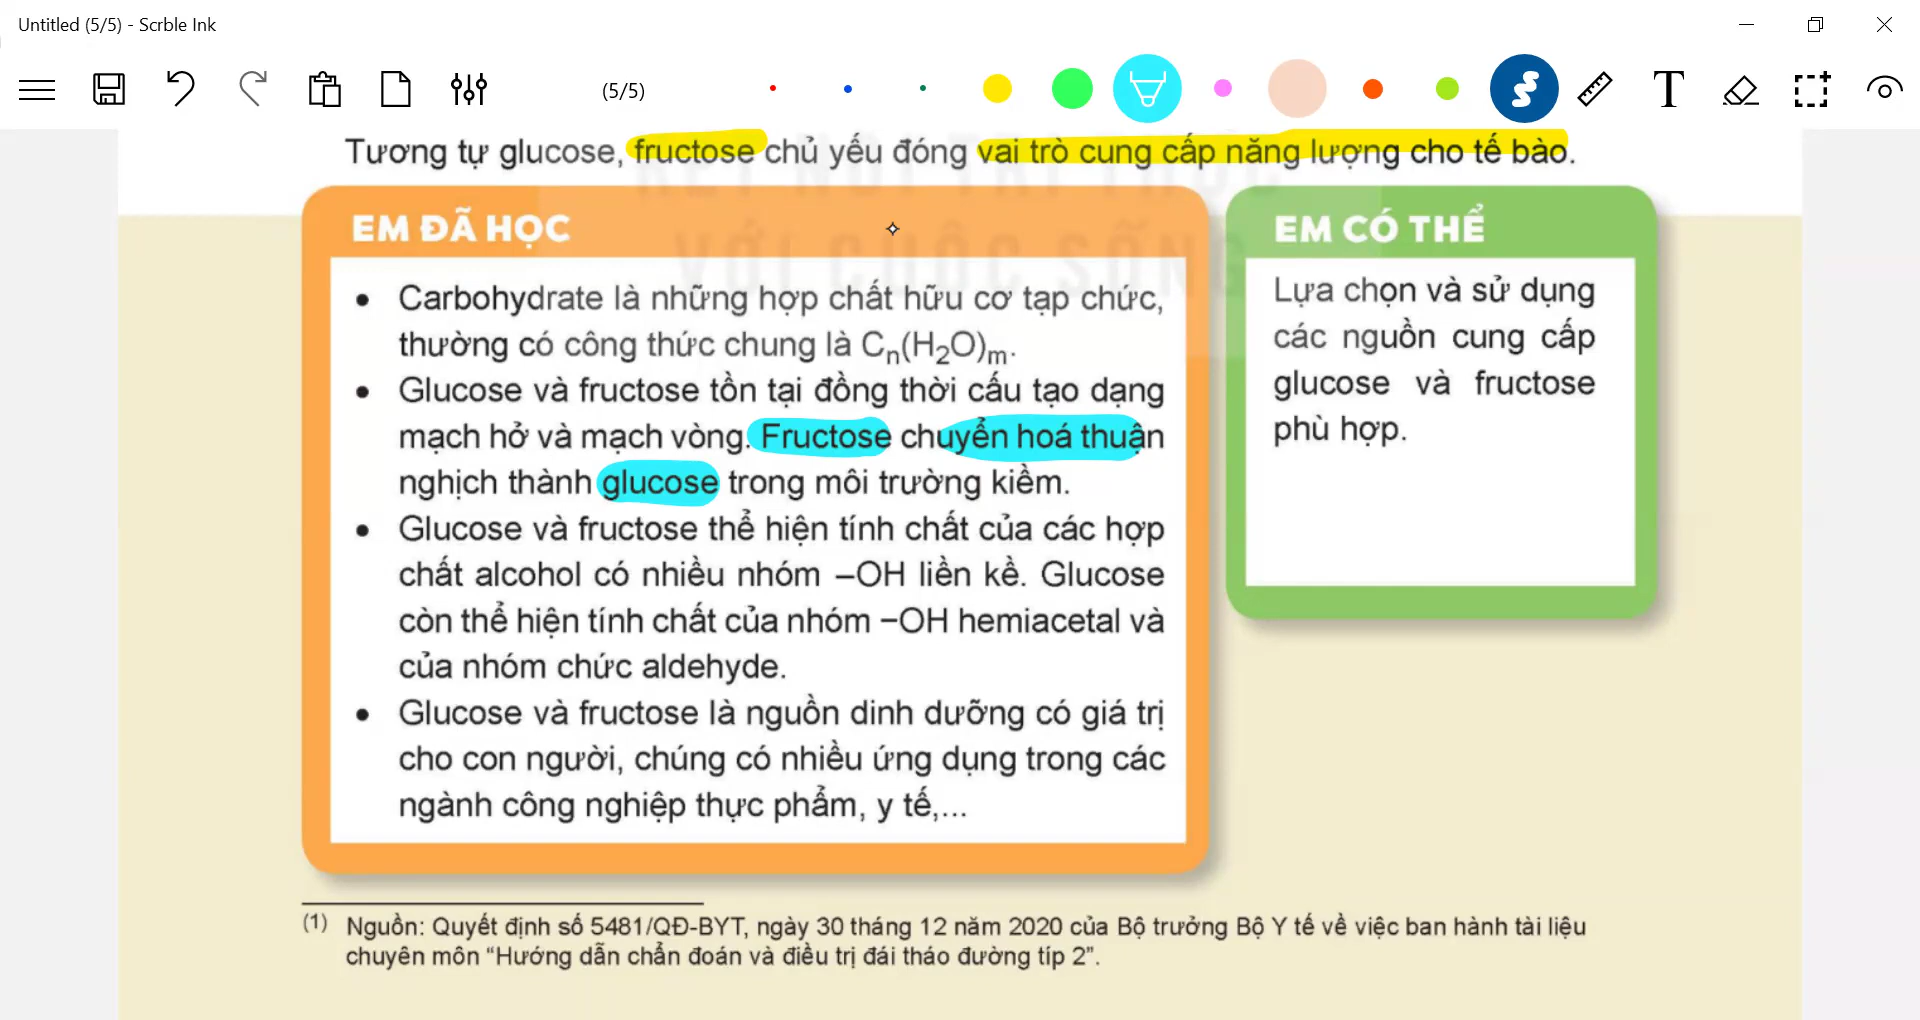 Untitled (5/5) - Scrble Ink
(5/5)
T
Tương tự glucose, fructose chủ yếu đóng vai trò cung cấp năng lượng cho tế bào.
KẾT NỐI TRI THỨC
VỚI CUỘC SỐNG
EM ĐÃ HỌC
• Carbohydrate là những hợp chất hữu cơ tạp chức,
thường có công thức chung là Cn(H2O)m.
• Glucose và fructose tồn tại đồng thời cấu tạo dạng
mạch hở và mạch vòng. Fructose chuyển hoá thuận
nghịch thành glucose trong môi trường kiềm.
• Glucose và fructose thể hiện tính chất của các hợp
chất alcohol có nhiều nhóm –OH liền kề. Glucose
còn thể hiện tính chất của nhóm –OH hemiacetal và
của nhóm chức aldehyde.
• Glucose và fructose là nguồn dinh dưỡng có giá trị
cho con người, chúng có nhiều ứng dụng trong các
ngành công nghiệp thực phẩm, y tế,...
EM CÓ THỂ
Lựa chọn và sử dụng
các nguồn cung cấp
glucose và fructose
phù hợp.
(1) Nguồn: Quyết định số 5481/QĐ-BYT, ngày 30 tháng 12 năm 2020 của Bộ trưởng Bộ Y tế về việc ban hành tài liệu
chuyên môn “Hướng dẫn chẩn đoán và điều trị đái tháo đường típ 2”.